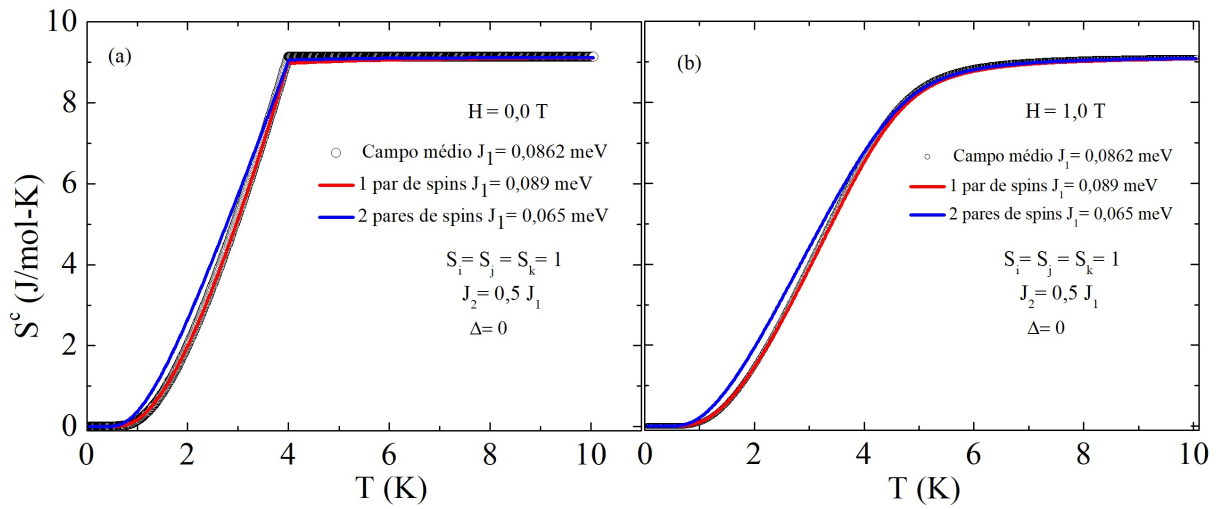 (a)
H = 0,0 T
Campo médio J₁= 0,0862 meV
1 par de spins J₁= 0,089 meV
2 pares de spins J₁= 0,065 meV
Sᵢ= Sⱼ = Sₖ= 1
J₂= 0,5 J₁
Δ= 0
10
8
6
4
2
0
Sᶜ (J/mol-K)
0 2 4 6 8 10
T (K)
(b)
H = 1,0 T
Campo médio J₁= 0,0862 meV
1 par de spins J₁= 0,089 meV
2 pares de spins J₁= 0,065 meV
Sᵢ= Sⱼ = Sₖ= 1
J₂= 0,5 J₁
Δ= 0
0 2 4 6 8 10
T (K)